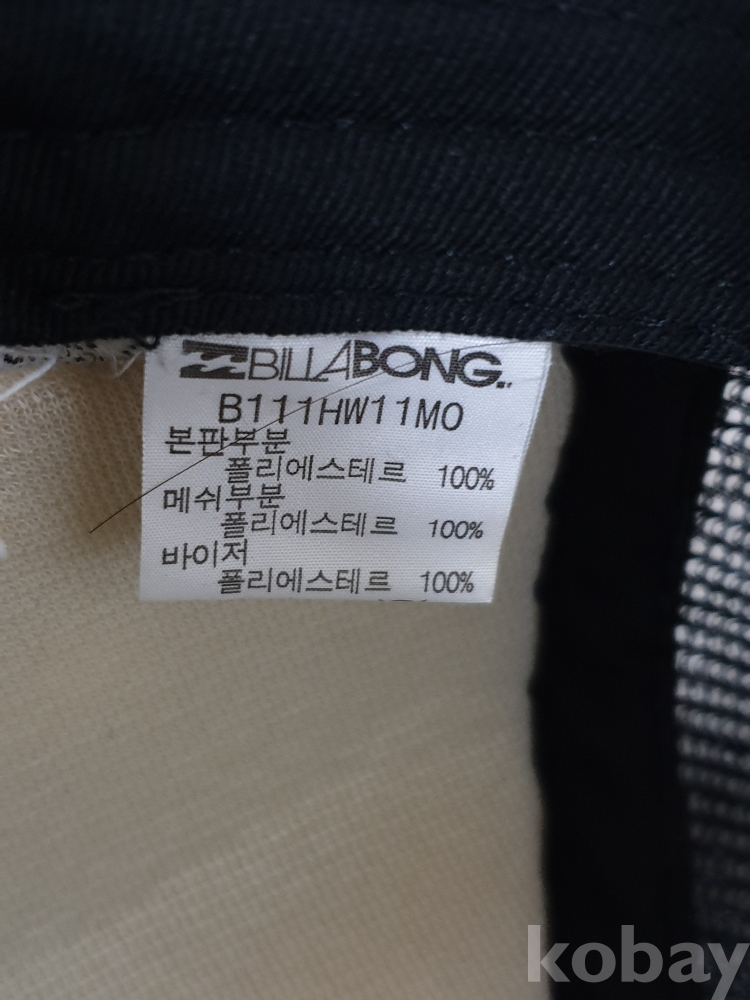 BILLABONG
B111HW11MO
본판부분
폴리에스테르 100%
메쉬부분
폴리에스테르 100%
바이저
폴리에스테르 100%
kobay